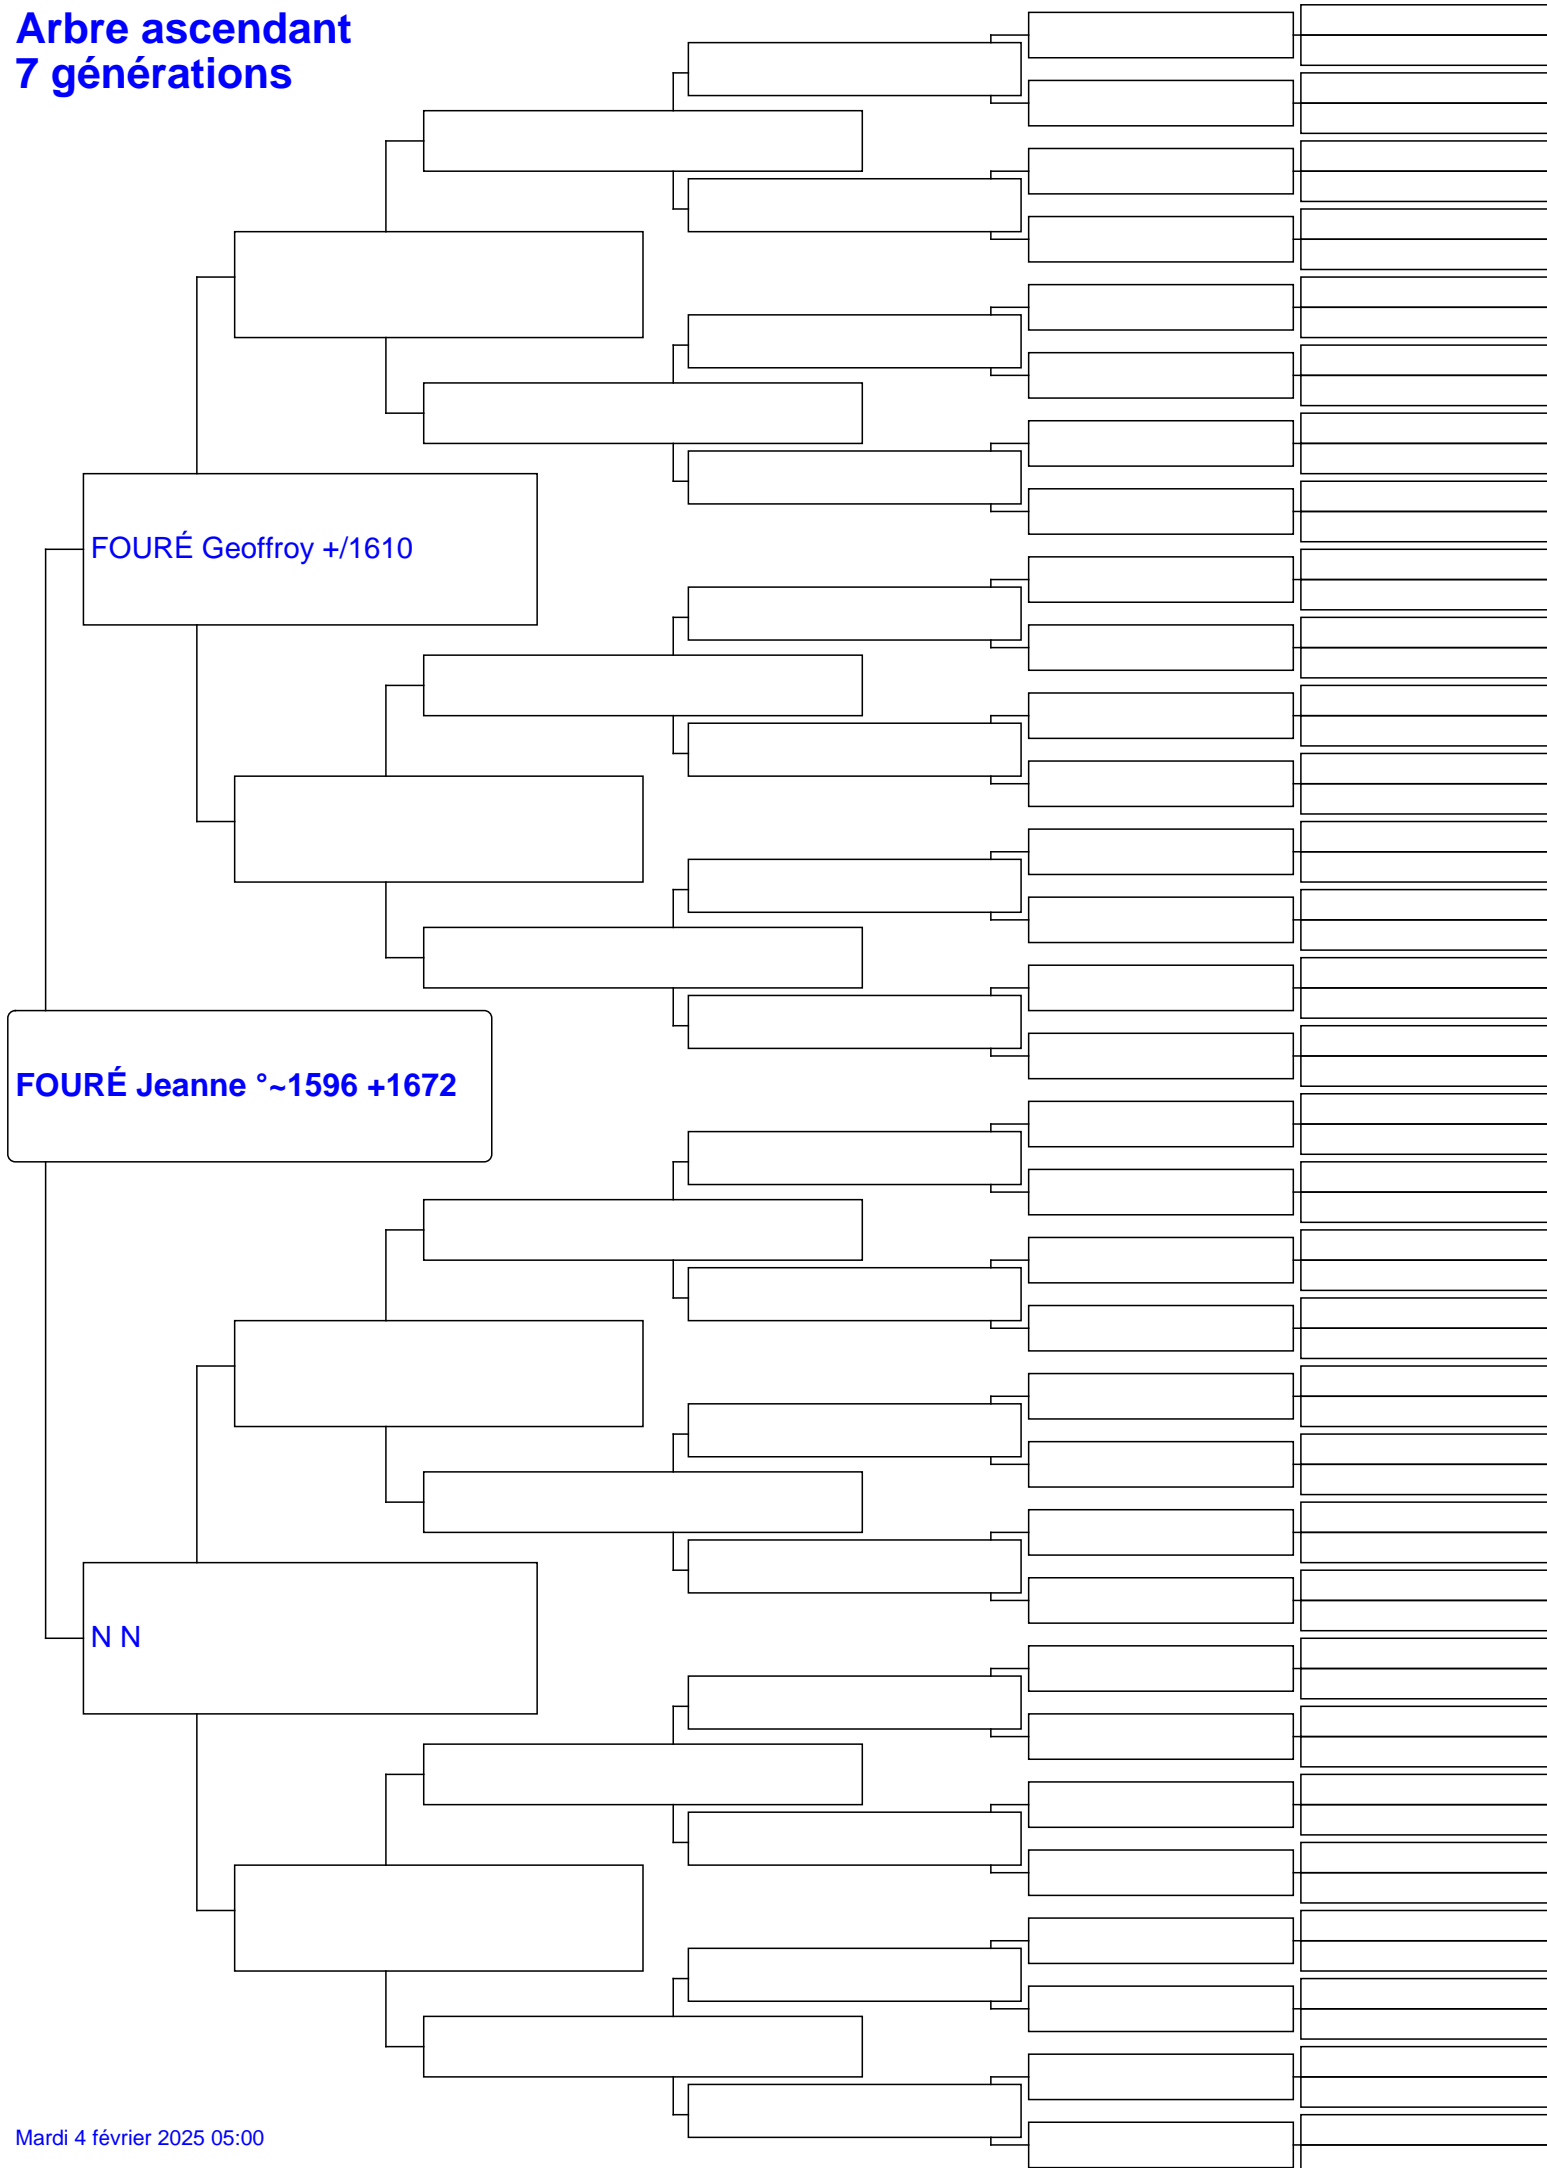 Arbre ascendant
7 générations
FOURÉ Geoffroy +/1610
FOURÉ Jeanne °~1596 +1672
N N
Mardi 4 février 2025 05:00